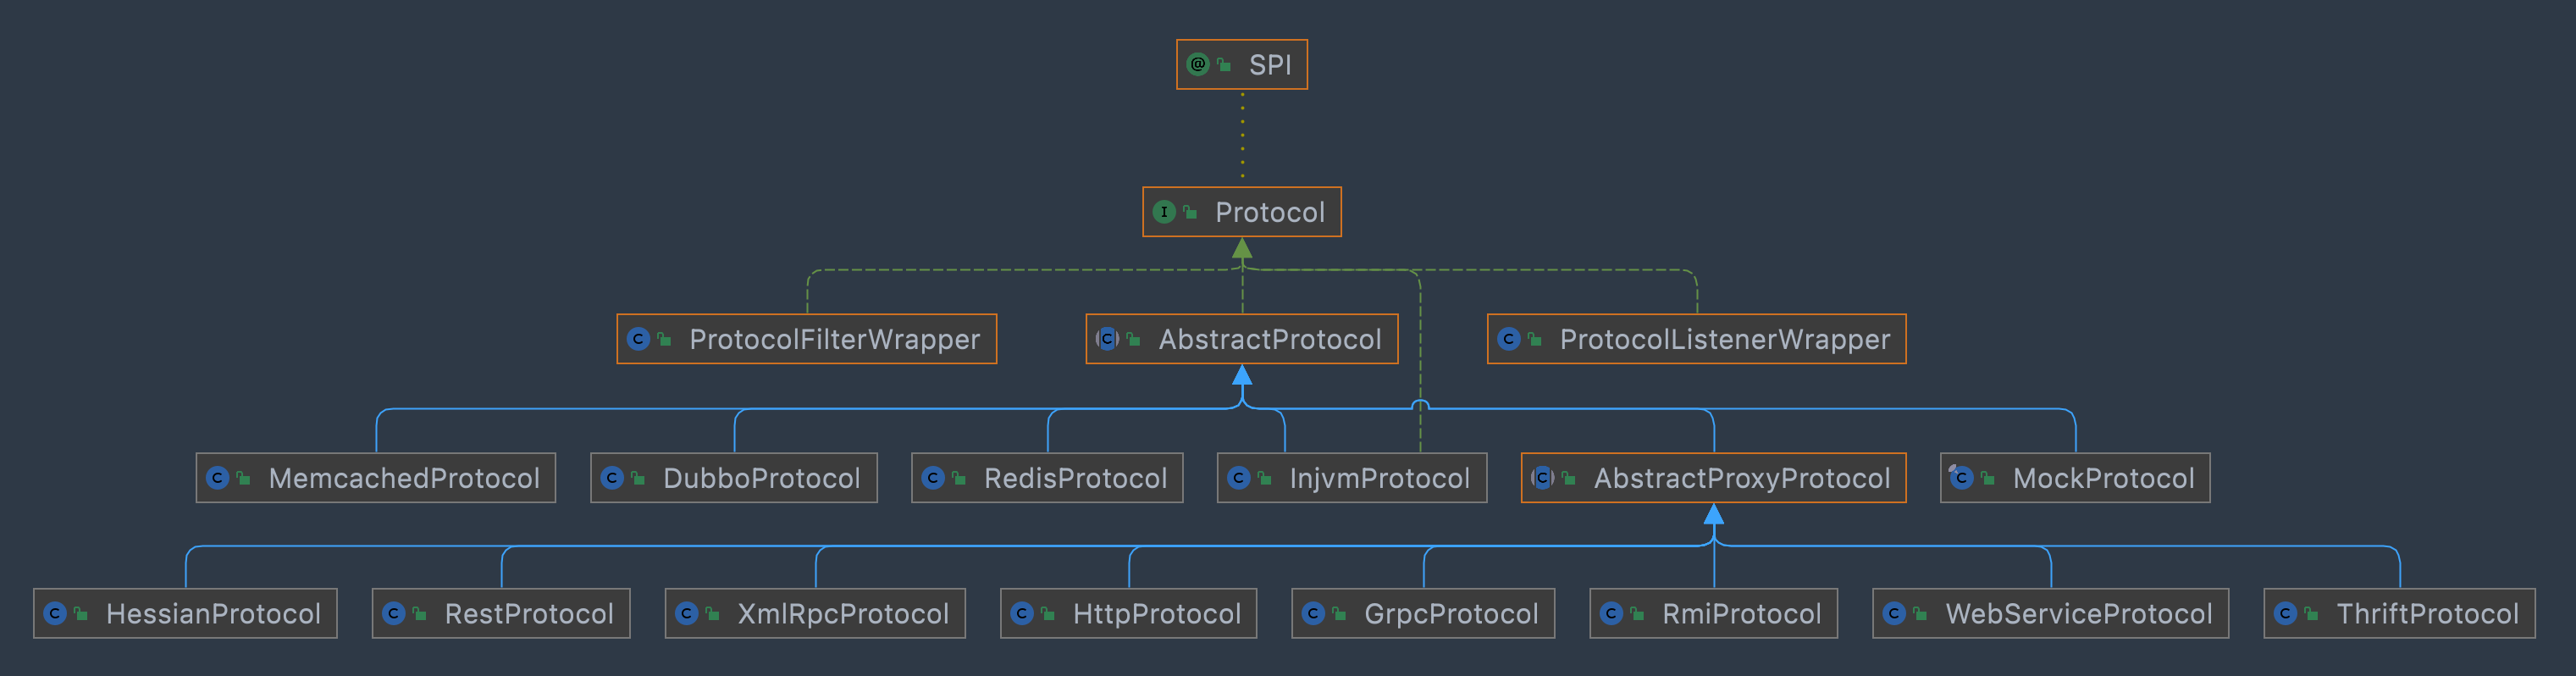 SPI
Protocol
ProtocolFilterWrapper AbstractProtocol ProtocolListenerWrapper
MemcachedProtocol DubboProtocol RedisProtocol InjvmProtocol AbstractProxyProtocol MockProtocol
HessianProtocol RestProtocol XmlRpcProtocol HttpProtocol GrpcProtocol RmiProtocol WebServiceProtocol ThriftProtocol